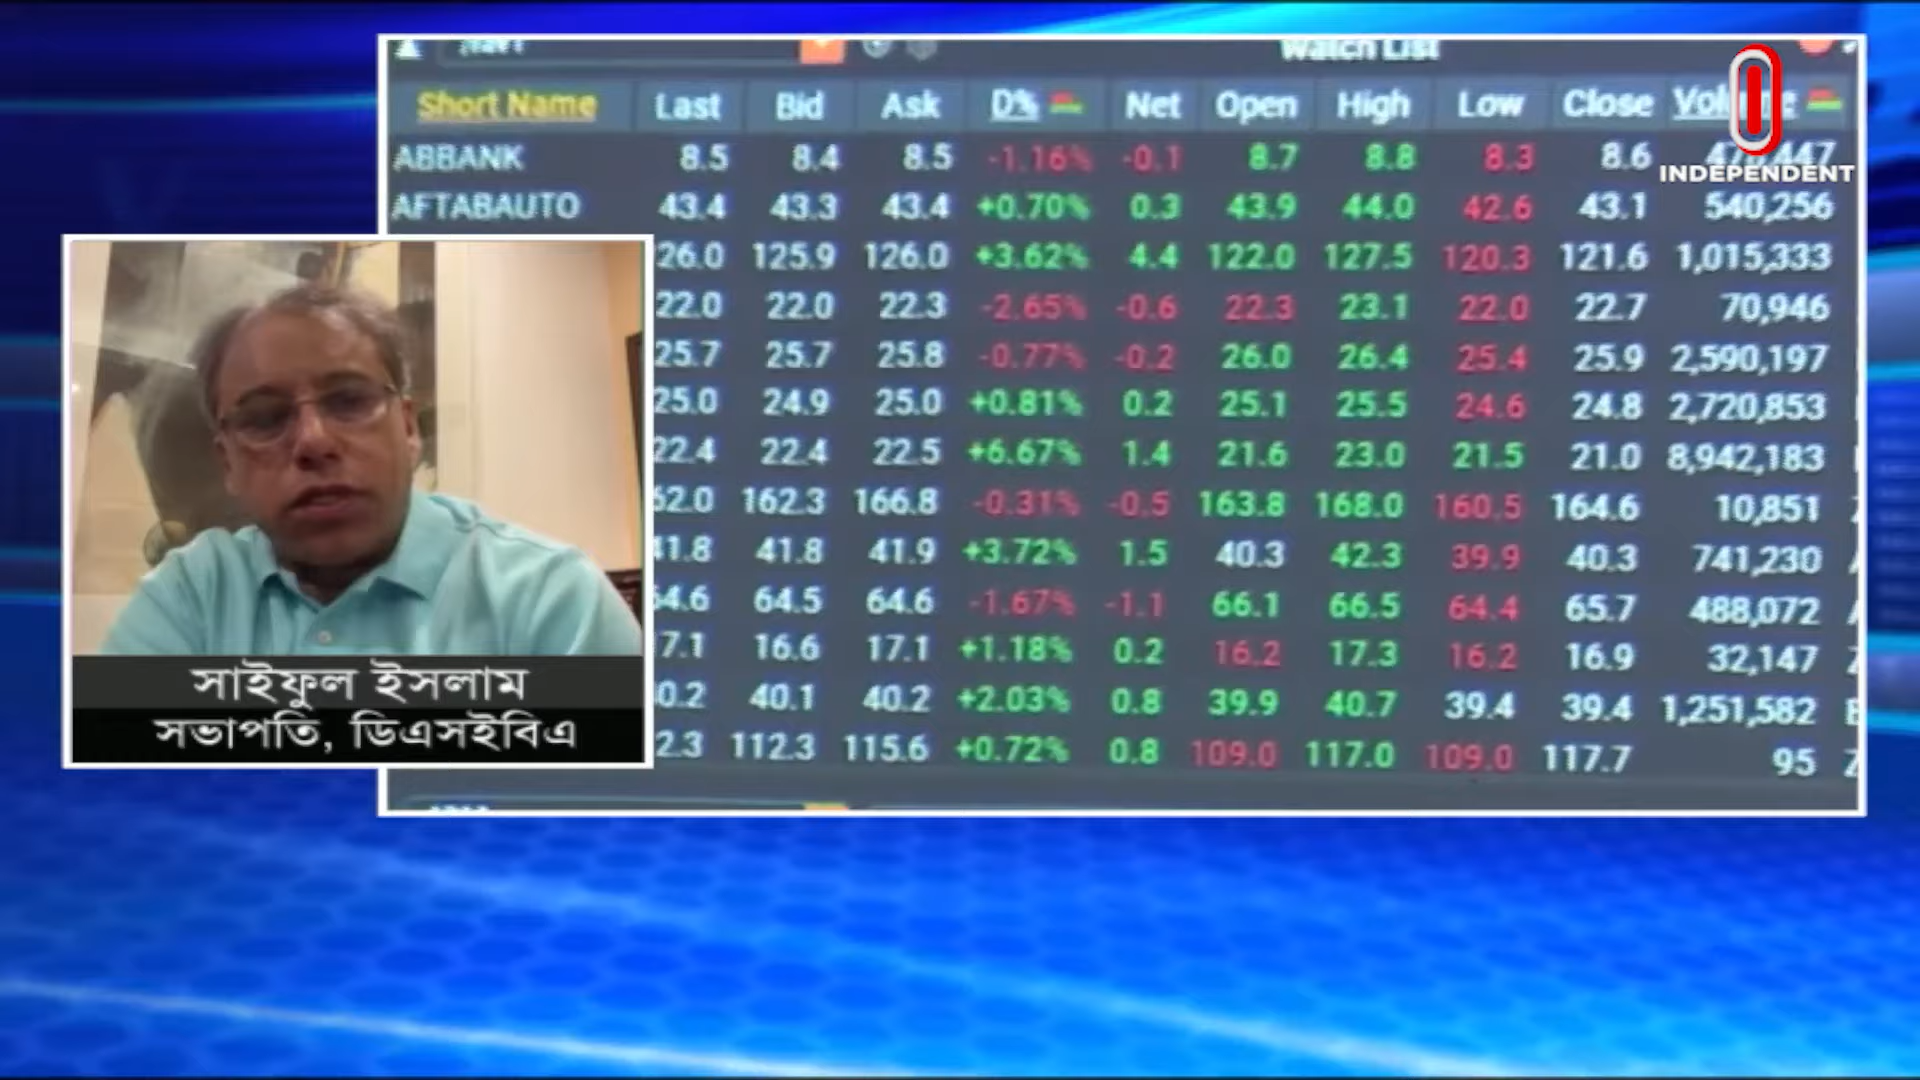 Watch List
Short Name Last Bid Ask D% Net Open High Low Close
ABBANK 8.5 8.4 8.5 -1.16% -0.1 8.7 8.8 8.3 8.6
INDEPENDENT
AFTABAUTO 43.4 43.3 43.4 +0.70% 0.3 43.9 44.0 42.6 43.1 540,256
26.0 125.9 126.0 +3.62% 4.4 122.0 127.5 120.3 121.6 1,015,333
22.0 22.0 22.3 -2.65% -0.6 22.3 23.1 22.0 22.7 70,946
25.7 25.7 25.8 -0.77% -0.2 26.0 26.4 25.4 25.9 2,590,197
25.0 24.9 25.0 +0.81% 0.2 25.1 25.5 24.6 24.8 2,720,853
22.4 22.4 22.5 +6.67% 1.4 21.6 23.0 21.5 21.0 8,942,183
62.0 162.3 166.8 -0.31% -0.5 163.8 168.0 160.5 164.6 10,851
41.8 41.8 41.9 +3.72% 1.5 40.3 42.3 39.9 40.3 741,230
64.6 64.5 64.6 -1.67% -1.1 66.1 66.5 64.4 65.7 488,072
7.1 16.6 17.1 +1.18% 0.2 16.2 17.3 16.2 16.9 32,147
0.2 40.1 40.2 +2.03% 0.8 39.9 40.7 39.4 39.4 1,251,582
2.3 112.3 115.6 +0.72% 0.8 109.0 117.0 109.0 117.7 95
সাইফুল ইসলাম
সভাপতি, ডিএসইবিএ